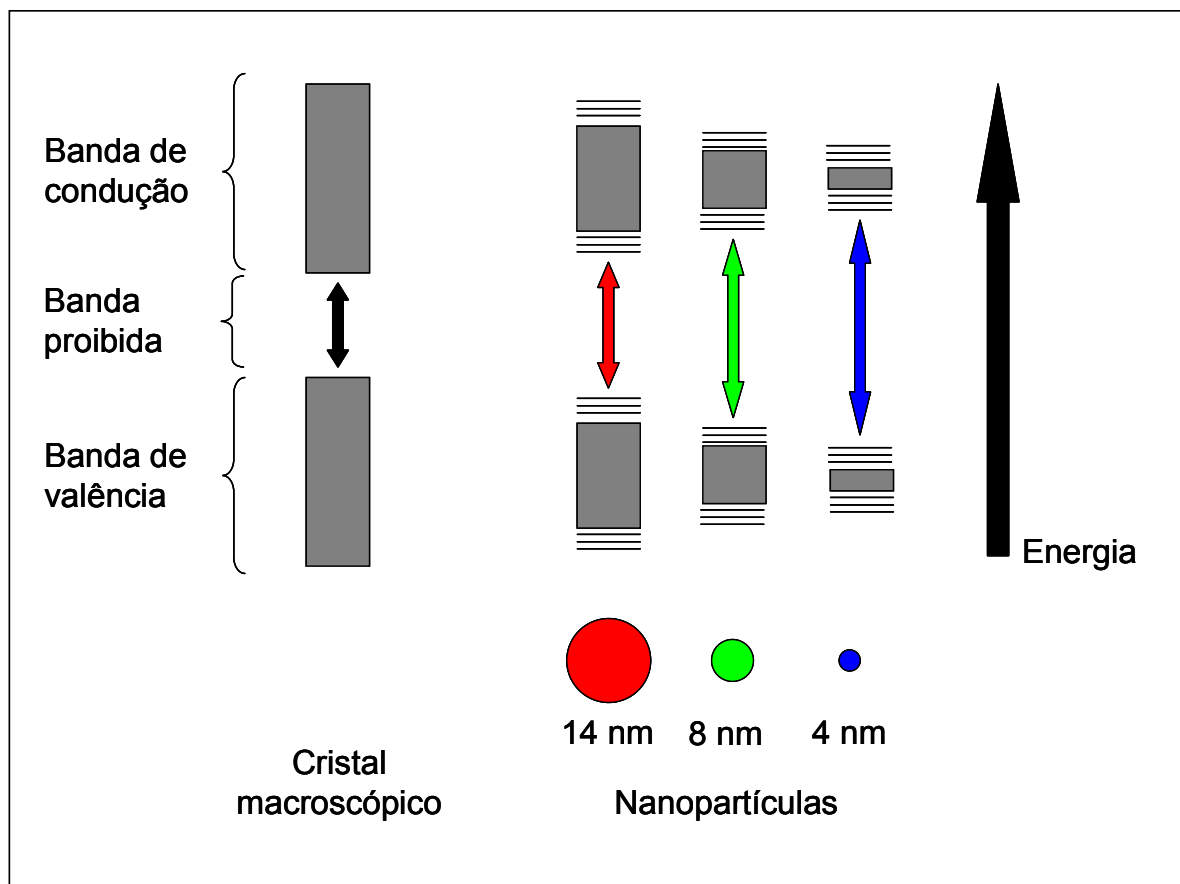 Banda de
condução
Banda
proibida
Banda de
valência
Energia
14 nm
8 nm
4 nm
Cristal
macroscópico
Nanopartículas